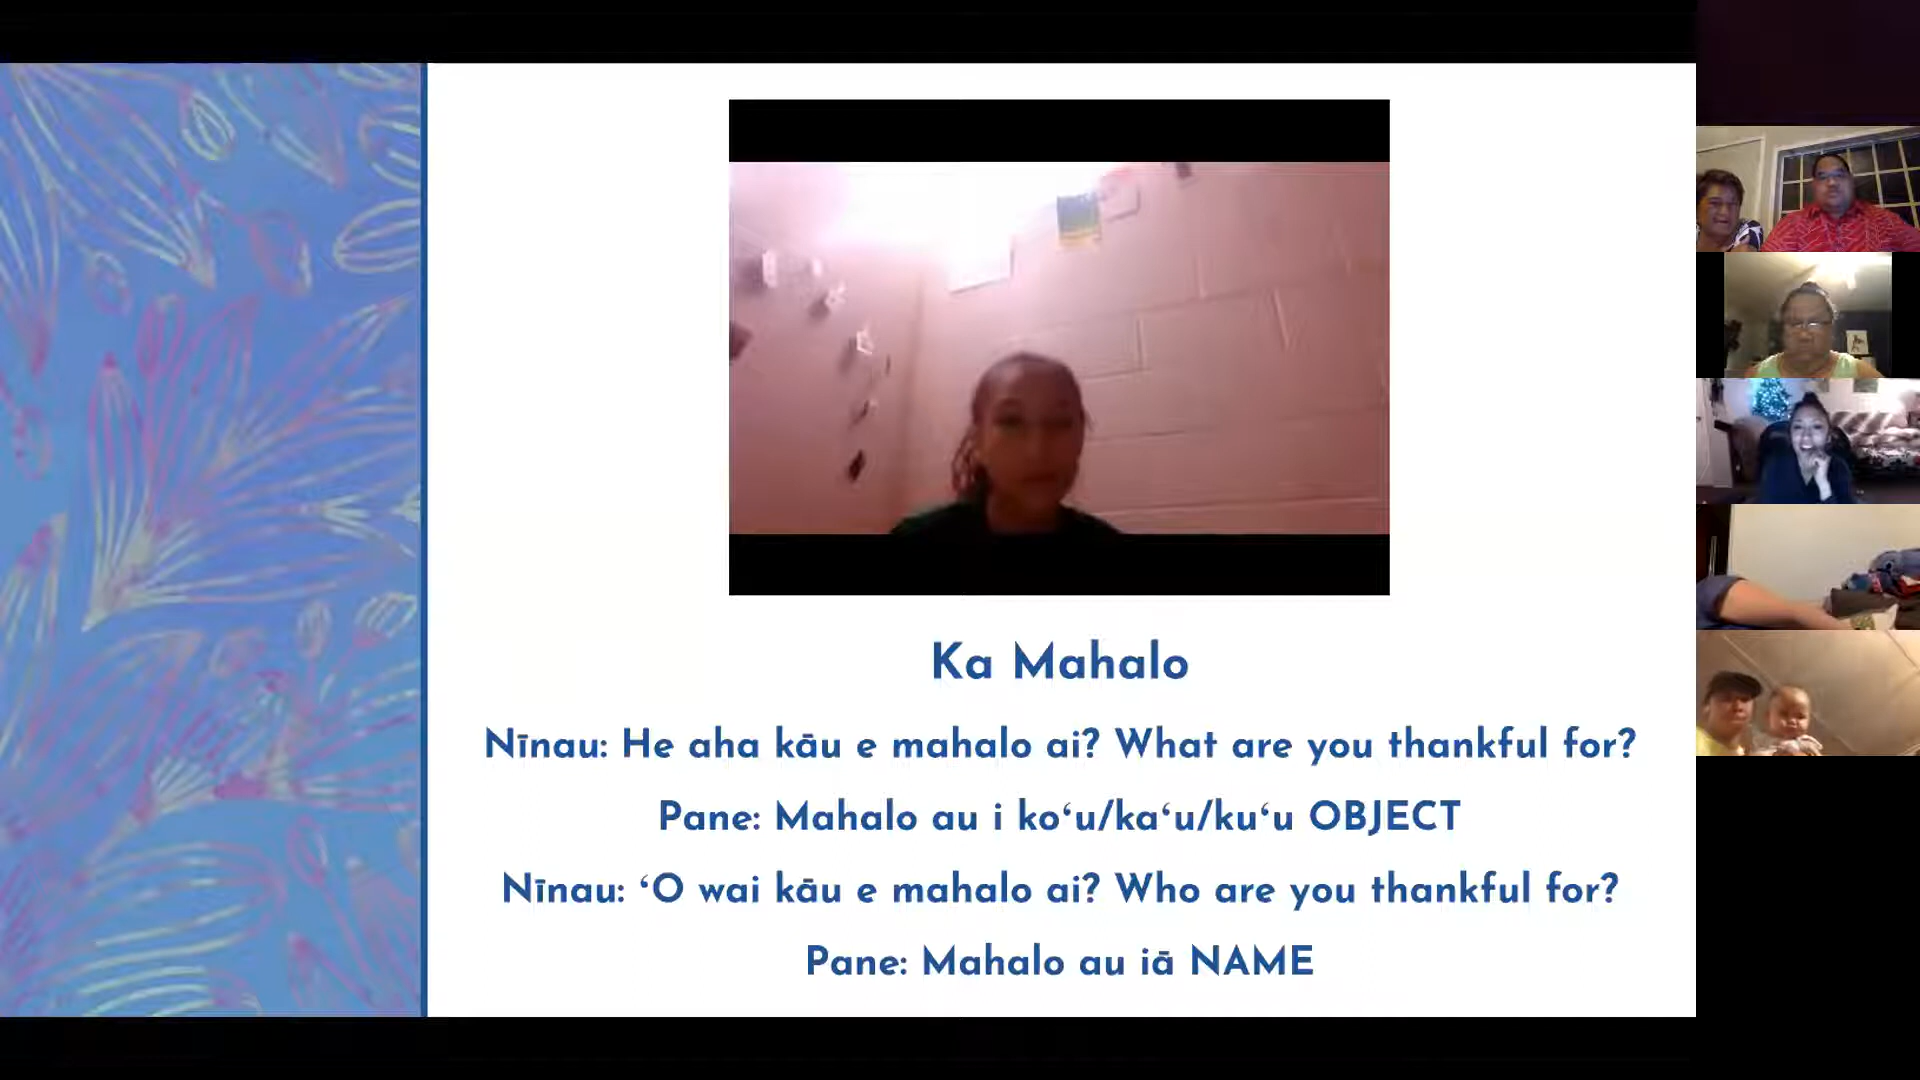 Ka Mahalo
Nīnau: He aha kāu e mahalo ai? What are you thankful for?
Pane: Mahalo au i koʻu/kaʻu/kuʻu OBJECT
Nīnau: ʻO wai kāu e mahalo ai? Who are you thankful for?
Pane: Mahalo au iā NAME